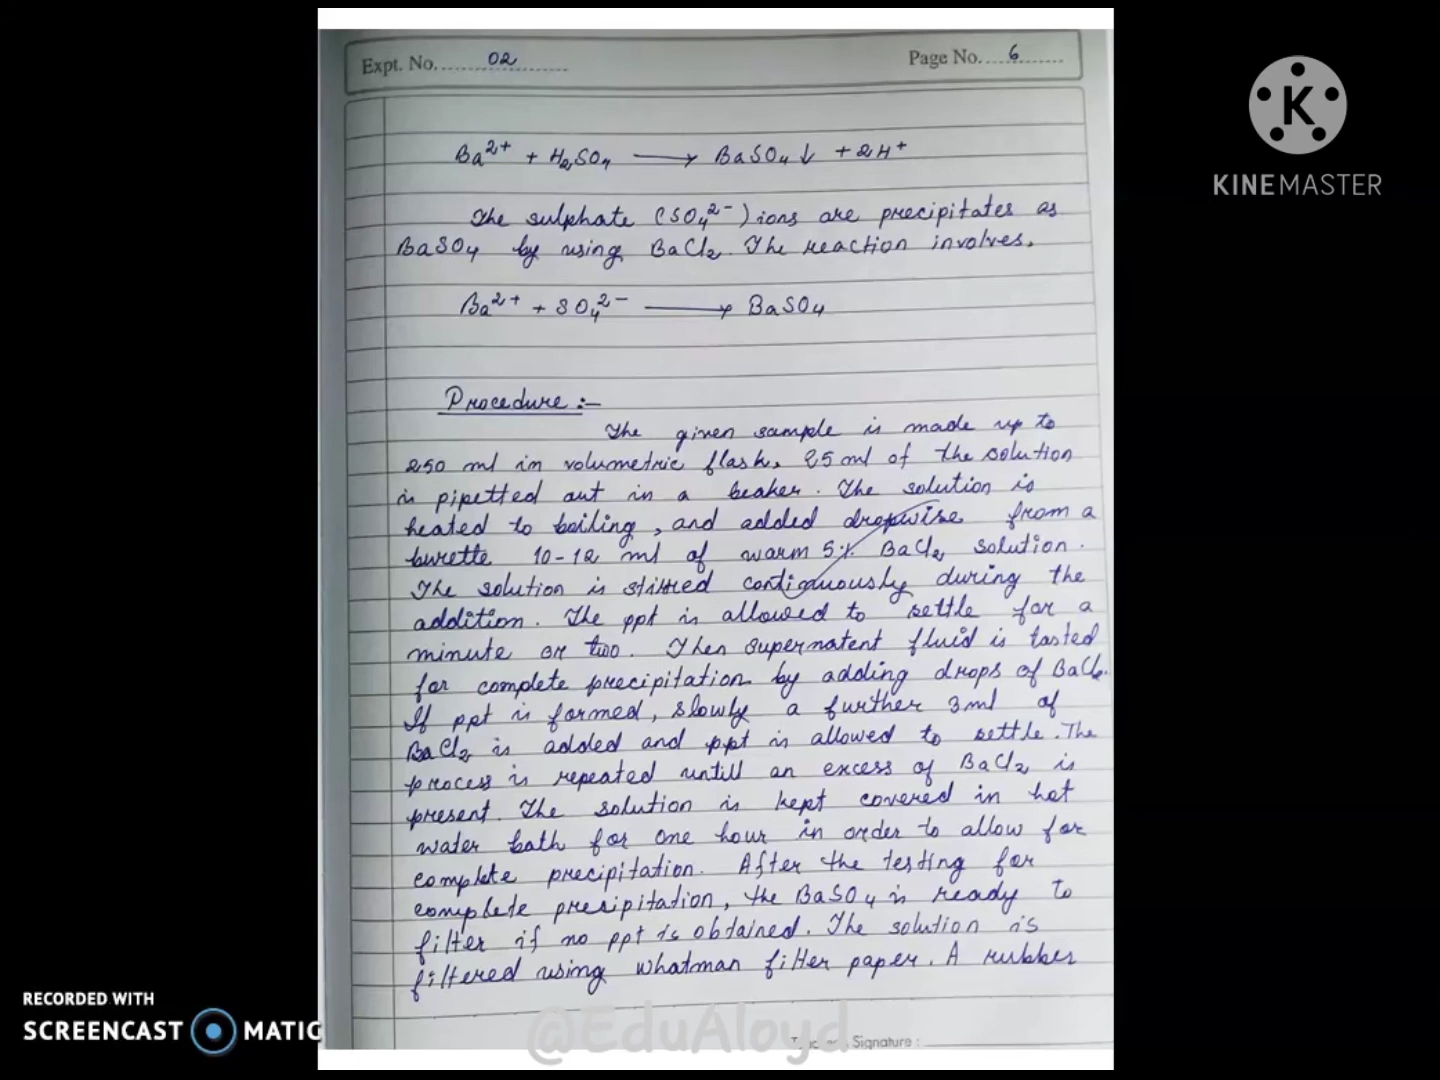 Expt. No. 02
Page No. 6
Ba2+ + H2SO4 ⟶ BaSO4↓ + 2H+
The sulphate (SO4 2-) ions are precipitates as
BaSO4 by using BaCl2. The reaction involves,
Ba2+ + SO4 2- ⟶ BaSO4
Procedure :-
The given sample is made up to
250 ml in volumetric flask, 25 ml of the solution
is pipetted out in a beaker. The solution is
heated to boiling, and added dropwise from a
burette 10-12 ml of warm 5% BaCl2 solution.
The solution is stirred continuously during the
addition. The ppt is allowed to settle for a
minute or two. Then supernatent fluid is tasted
for complete precipitation by adding drops of BaCl2.
If ppt is formed, slowly a further 3ml of
BaCl2 is added and ppt is allowed to settle. The
process is repeated untill an excess of BaCl2 is
present. The solution is kept covered in hot
water bath for one hour in order to allow for
complete precipitation. After the testing for
complete presipitation, the BaSO4 is ready to
filter if no ppt is obtained. The solution is
filtered using whatman filter paper. A rubber
Signature :
@EduAloyd
KINEMASTER
RECORDED WITH
SCREENCAST MATIC